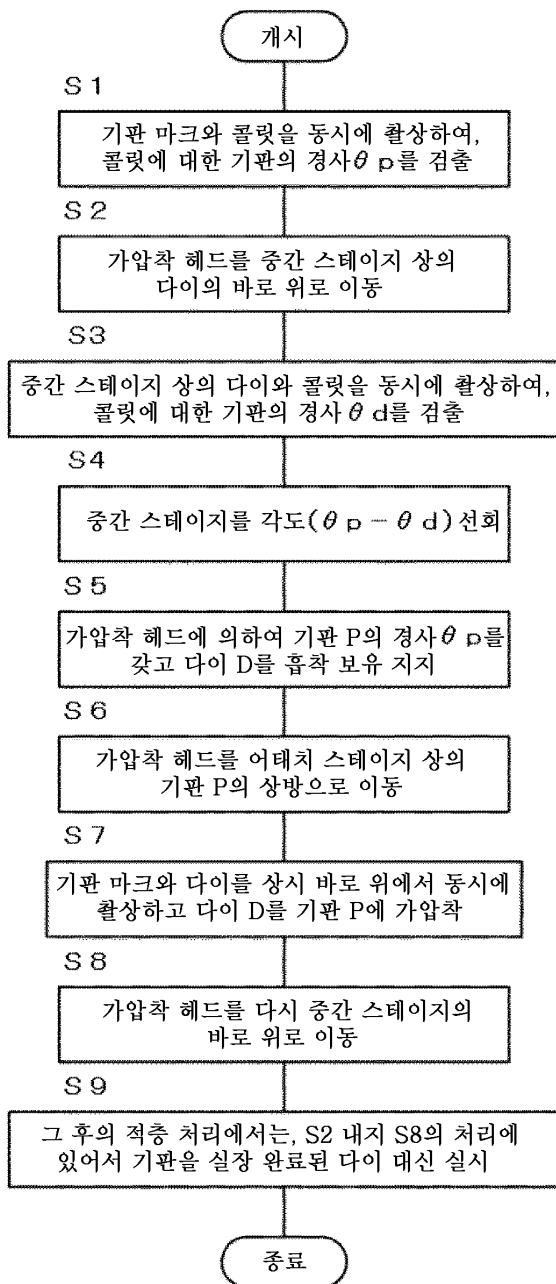 개시
S 1
기판 마크와 콜릿을 동시에 촬상하여,
콜릿에 대한 기판의 경사θ p를 검출
S 2
가압착 헤드를 중간 스테이지 상의
다이의 바로 위로 이동
S3
중간 스테이지 상의 다이와 콜릿을 동시에 촬상하여,
콜릿에 대한 기판의 경사 θ d를 검출
S4
중간 스테이지를 각도(θ p - θ d)선회
S 5
가압착 헤드에 의하여 기판 P의 경사θ p를
갖고 다이 D를 흡착 보유 지지
S 6
가압착 헤드를 어태치 스테이지 상의
기판 P의 상방으로 이동
S 7
기판 마크와 다이를 상시 바로 위에서 동시에
촬상하고 다이 D를 기판 P에 가압착
S 8
가압착 헤드를 다시 중간 스테이지의
바로 위로 이동
S 9
그 후의 적층 처리에서는, S2 내지 S8의 처리에
있어서 기판을 실장 완료된 다이 대신 실시
종료